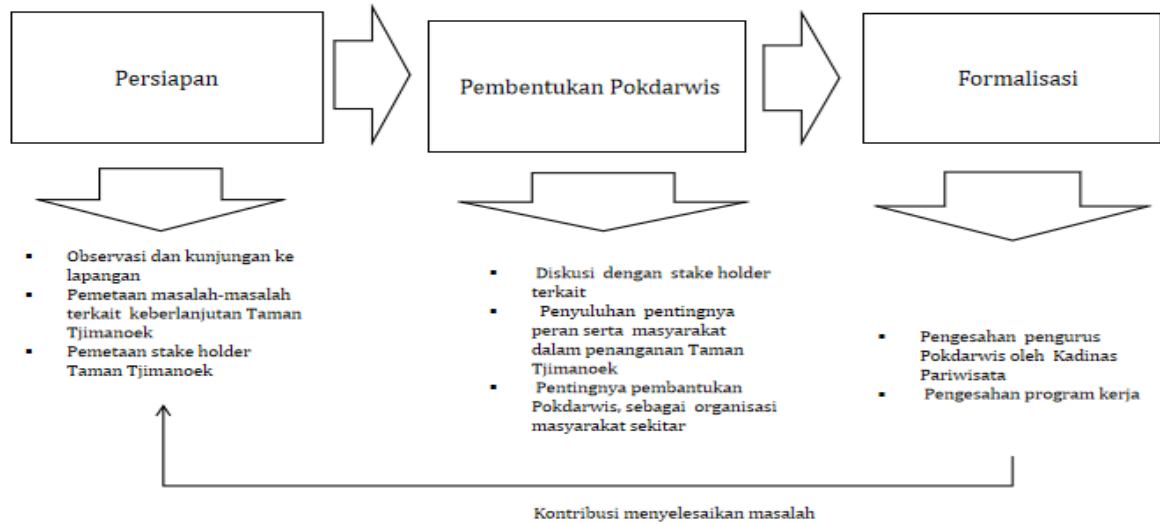 Persiapan
Pembentukan Pokdarwis
Formalisasi
▪ Observasi dan kunjungan ke
lapangan
▪ Pemetaan masalah-masalah
terkait keberlanjutan Taman
Tjimanoek
▪ Pemetaan stake holder
Taman Tjimanoek
▪ Diskusi dengan stake holder
terkait
▪ Penyuluhan pentingnya
peran serta masyarakat
dalam penanganan Taman
Tjimanoek
▪ Pentingnya pembantukan
Pokdarwis, sebagai organisasi
masyarakat sekitar
▪ Pengesahan pengurus
Pokdarwis oleh Kadinas
Pariwisata
▪ Pengesahan program kerja
Kontribusi menyelesaikan masalah